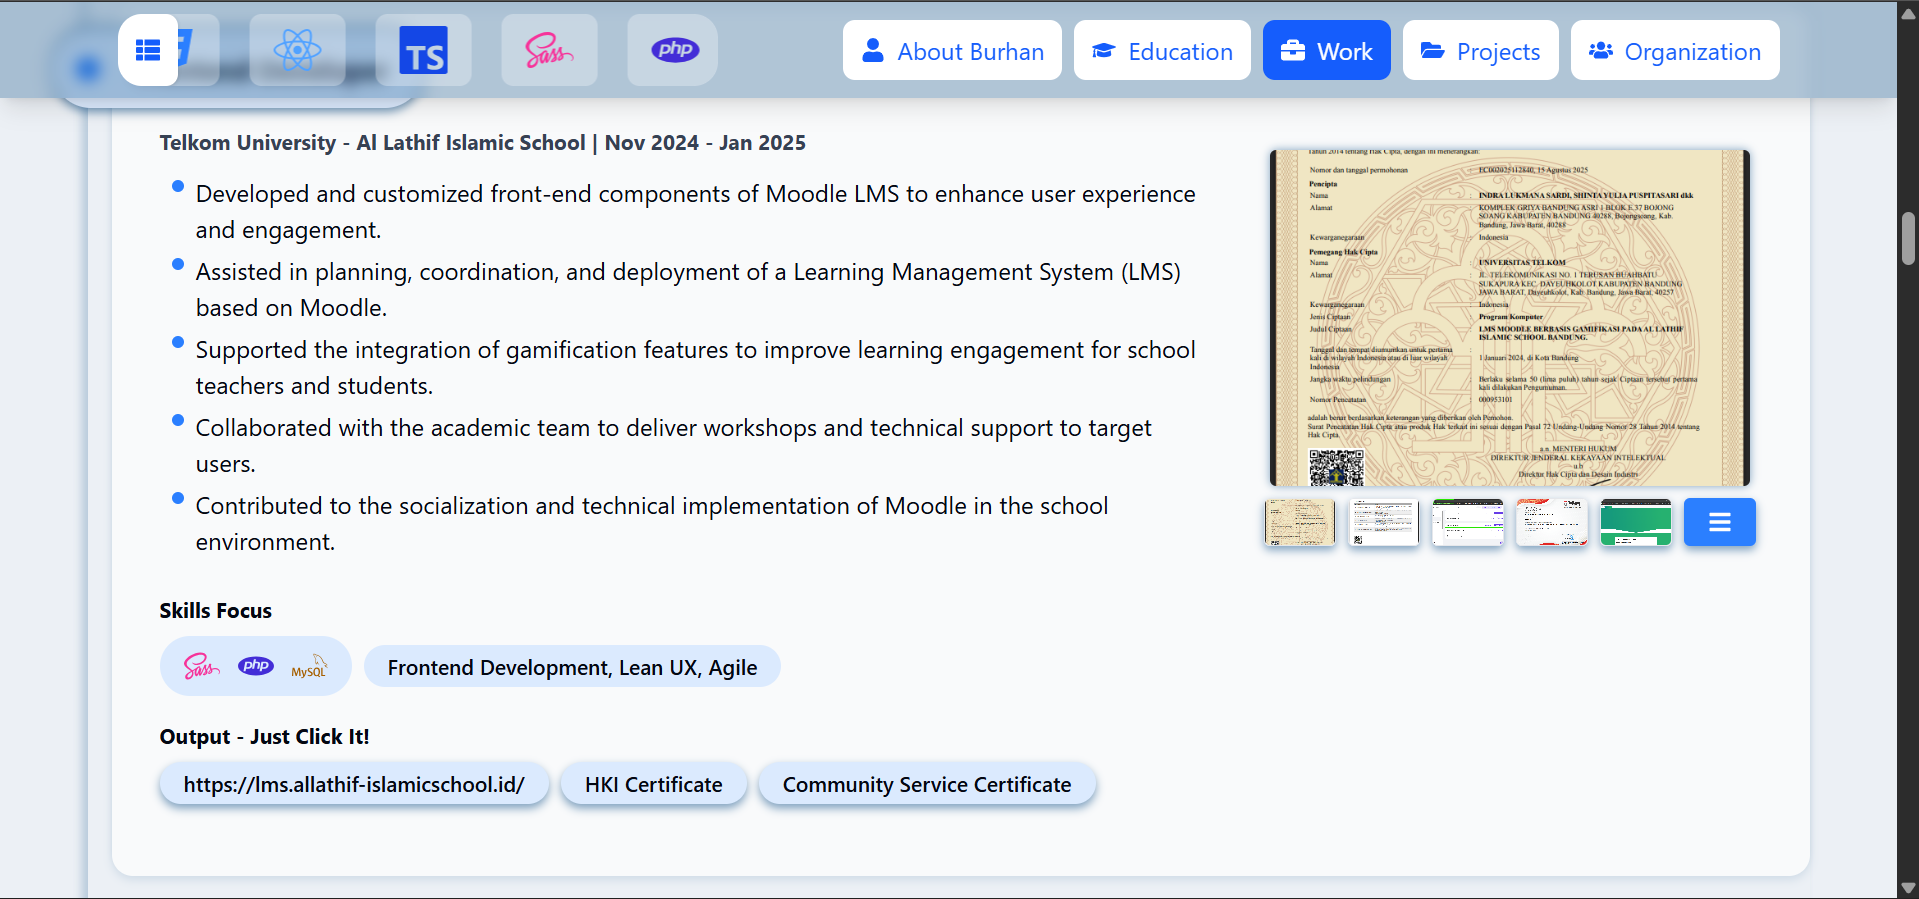 TS
Sass
php
About Burhan
Education
Work
Projects
Organization
Telkom University - Al Lathif Islamic School | Nov 2024 - Jan 2025
Developed and customized front-end components of Moodle LMS to enhance user experience
and engagement.
Assisted in planning, coordination, and deployment of a Learning Management System (LMS)
based on Moodle.
Supported the integration of gamification features to improve learning engagement for school
teachers and students.
Collaborated with the academic team to deliver workshops and technical support to target
users.
Contributed to the socialization and technical implementation of Moodle in the school
environment.
Skills Focus
Sass
php
MySQL
Frontend Development, Lean UX, Agile
Output - Just Click It!
https://lms.allathif-islamicschool.id/
HKI Certificate
Community Service Certificate
Nomor dan tanggal permohonan : EC002025112840, 15 Agustus 2025
Pencipta
Nama : INDRA LUKMANA SARDI, SHINTA YULIA PUSPITASARI dkk
Alamat : KOMPLEK GRIYA BANDUNG ASRI 1 BLOK E.37 BOJONG
SOANG KABUPATEN BANDUNG 40288, Bojongsoang, Kab.
Bandung, Jawa Barat, 40288
Kewarganegaraan : Indonesia
Pemegang Hak Cipta
Nama : UNIVERSITAS TELKOM
Alamat : JL. TELEKOMUNIKASI NO. 1 TERUSAN BUAHBATU
SUKAPURA KEC. DAYEUHKOLOT KABUPATEN BANDUNG
JAWA BARAT, Dayeuhkolot, Kab. Bandung, Jawa Barat, 40257
Kewarganegaraan : Indonesia
Jenis Ciptaan : Program Komputer
Judul Ciptaan : LMS MOODLE BERBASIS GAMIFIKASI PADA AL LATHIF
ISLAMIC SCHOOL BANDUNG.
Tanggal dan tempat diumumkan untuk pertama
kali di wilayah Indonesia atau di luar wilayah : 1 Januari 2024, di Kota Bandung
Indonesia
Jangka waktu pelindungan : Berlaku selama 50 (lima puluh) tahun sejak Ciptaan tersebut pertama
kali dilakukan Pengumuman.
Nomor Pencatatan : 000953101
adalah benar berdasarkan keterangan yang diberikan oleh Pemohon.
Surat Pencatatan Hak Cipta atau produk Hak terkait ini sesuai dengan Pasal 72 Undang-Undang Nomor 28 Tahun 2014 tentang
Hak Cipta.
a.n. MENTERI HUKUM
DIREKTUR JENDERAL KEKAYAAN INTELEKTUAL
u.b
Direktur Hak Cipta dan Desain Industri